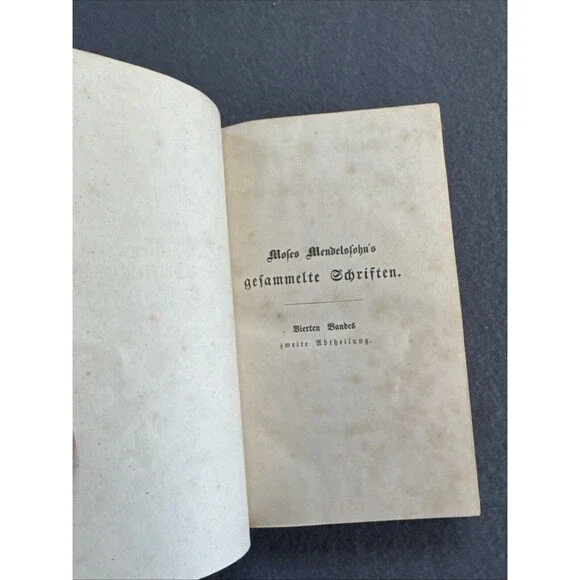 Moſes Mendelsſohn's
geſammelte Schriften.
Vierten Bandes
zweite Abtheilung.